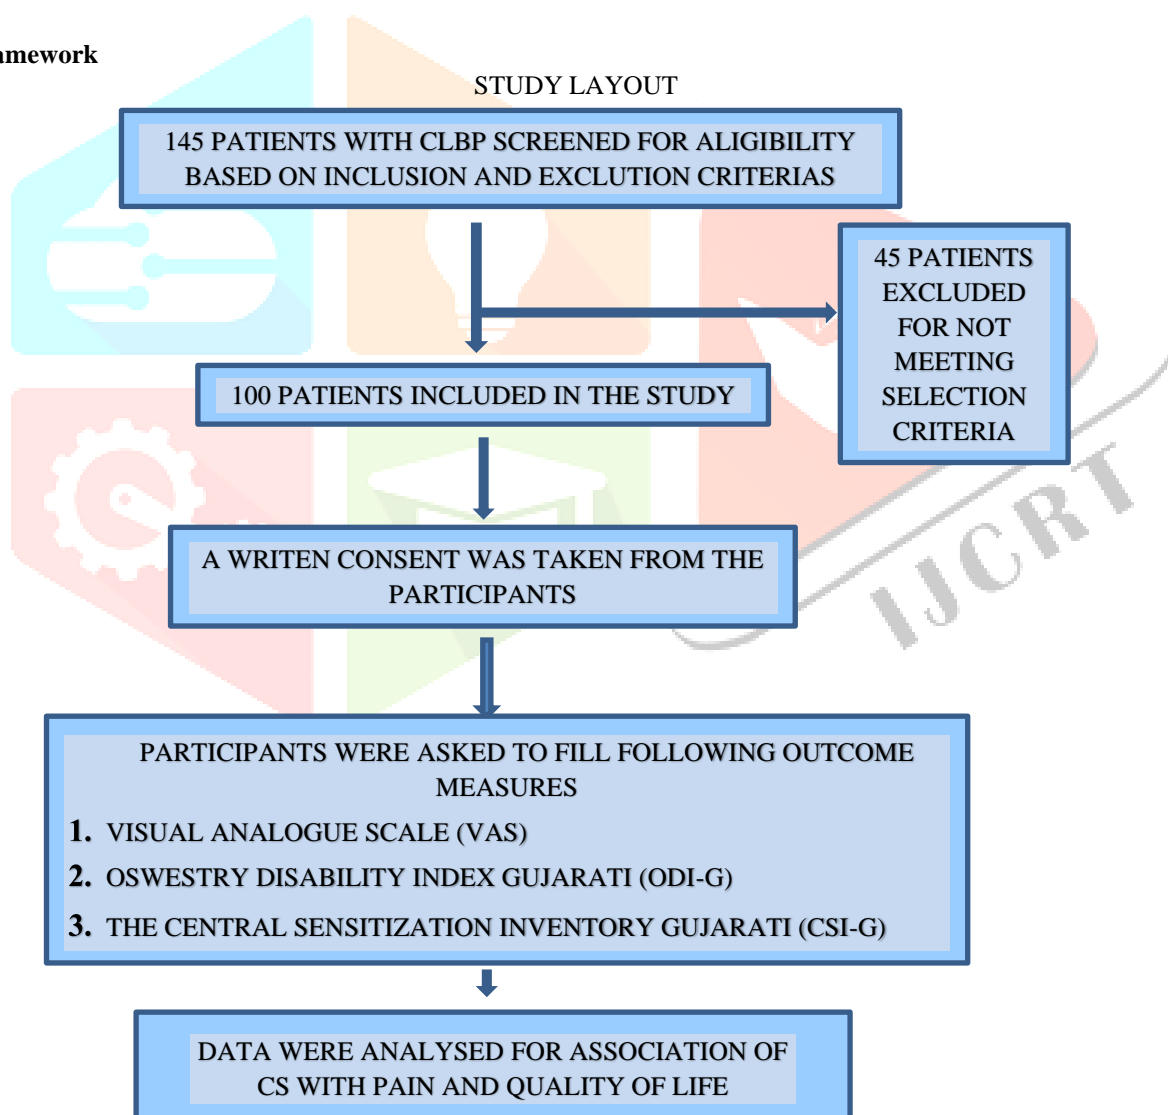 amework
STUDY LAYOUT
145 PATIENTS WITH CLBP SCREENED FOR ALIGIBILITY
BASED ON INCLUSION AND EXCLUTION CRITERIAS
45 PATIENTS
EXCLUDED
FOR NOT
MEETING
SELECTION
CRITERIA
100 PATIENTS INCLUDED IN THE STUDY
A WRITEN CONSENT WAS TAKEN FROM THE
PARTICIPANTS
IJCRT
PARTICIPANTS WERE ASKED TO FILL FOLLOWING OUTCOME
MEASURES
1. VISUAL ANALOGUE SCALE (VAS)
2. OSWESTRY DISABILITY INDEX GUJARATI (ODI-G)
3. THE CENTRAL SENSITIZATION INVENTORY GUJARATI (CSI-G)
DATA WERE ANALYSED FOR ASSOCIATION OF
CS WITH PAIN AND QUALITY OF LIFE